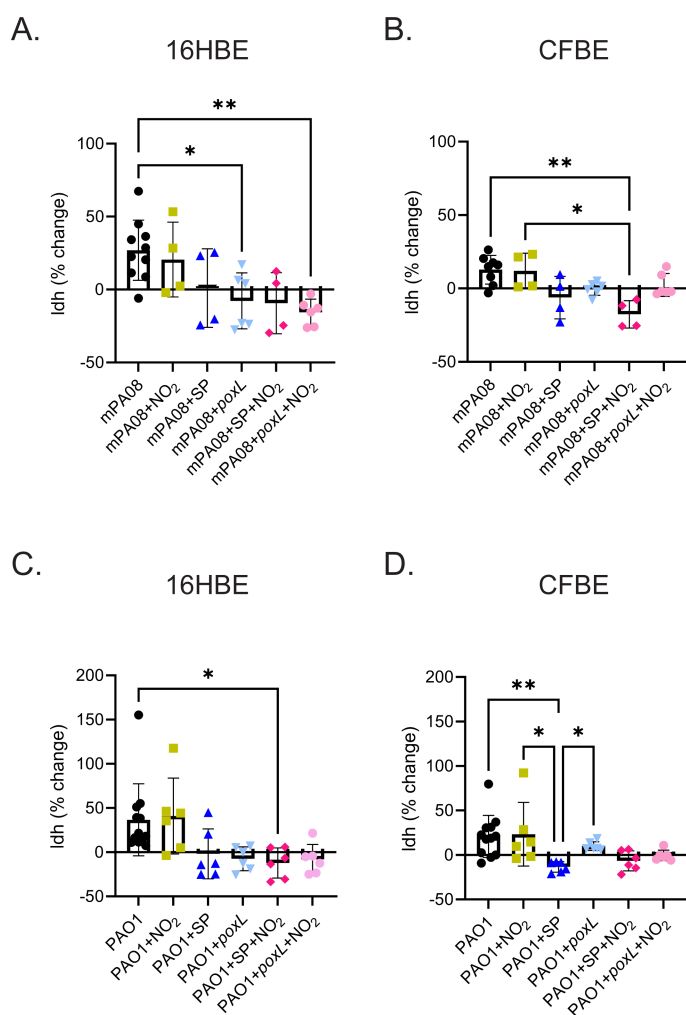 A.
16HBE
**
*
ldh (% change)
100
50
0
-50
mPA08
mPA08+NO2
mPA08+SP
mPA08+poxL
mPA08+SP+NO2
mPA08+poxL+NO2
B.
CFBE
**
*
ldh (% change)
100
50
0
-50
mPA08
mPA08+NO2
mPA08+SP
mPA08+poxL
mPA08+SP+NO2
mPA08+poxL+NO2
C.
16HBE
*
ldh (% change)
200
150
100
50
0
-50
PAO1
PAO1+NO2
PAO1+SP
PAO1+poxL
PAO1+SP+NO2
PAO1+poxL+NO2
D.
CFBE
**
* *
ldh (% change)
200
150
100
50
0
-50
PAO1
PAO1+NO2
PAO1+SP
PAO1+poxL
PAO1+SP+NO2
PAO1+poxL+NO2